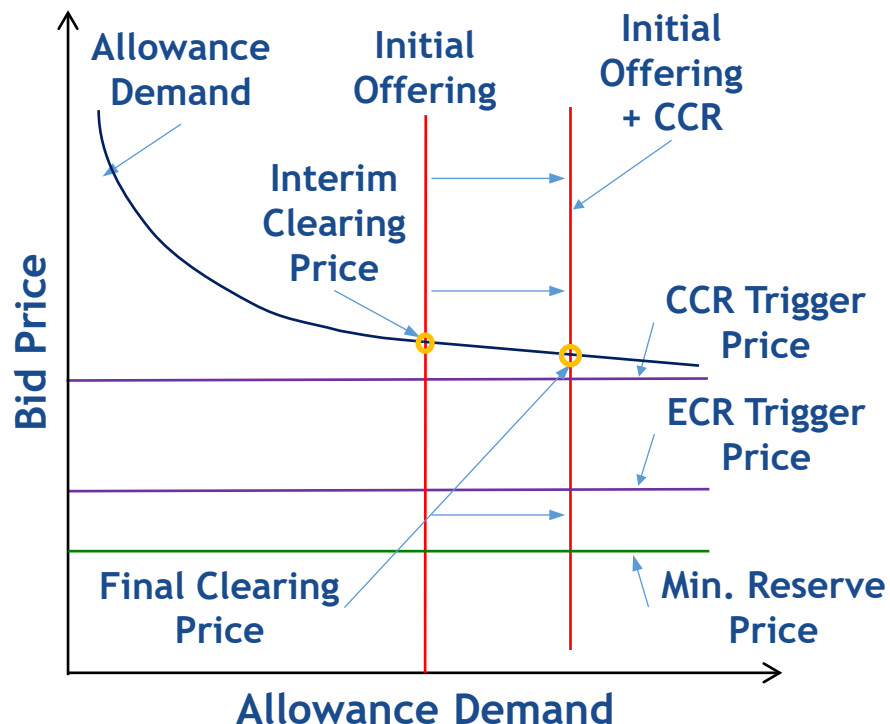 Allowance
Demand
Initial
Offering
Initial
Offering
+ CCR
Interim
Clearing
Price
CCR Trigger
Price
ECR Trigger
Price
Final Clearing
Price
Min. Reserve
Price
Bid Price
Allowance Demand